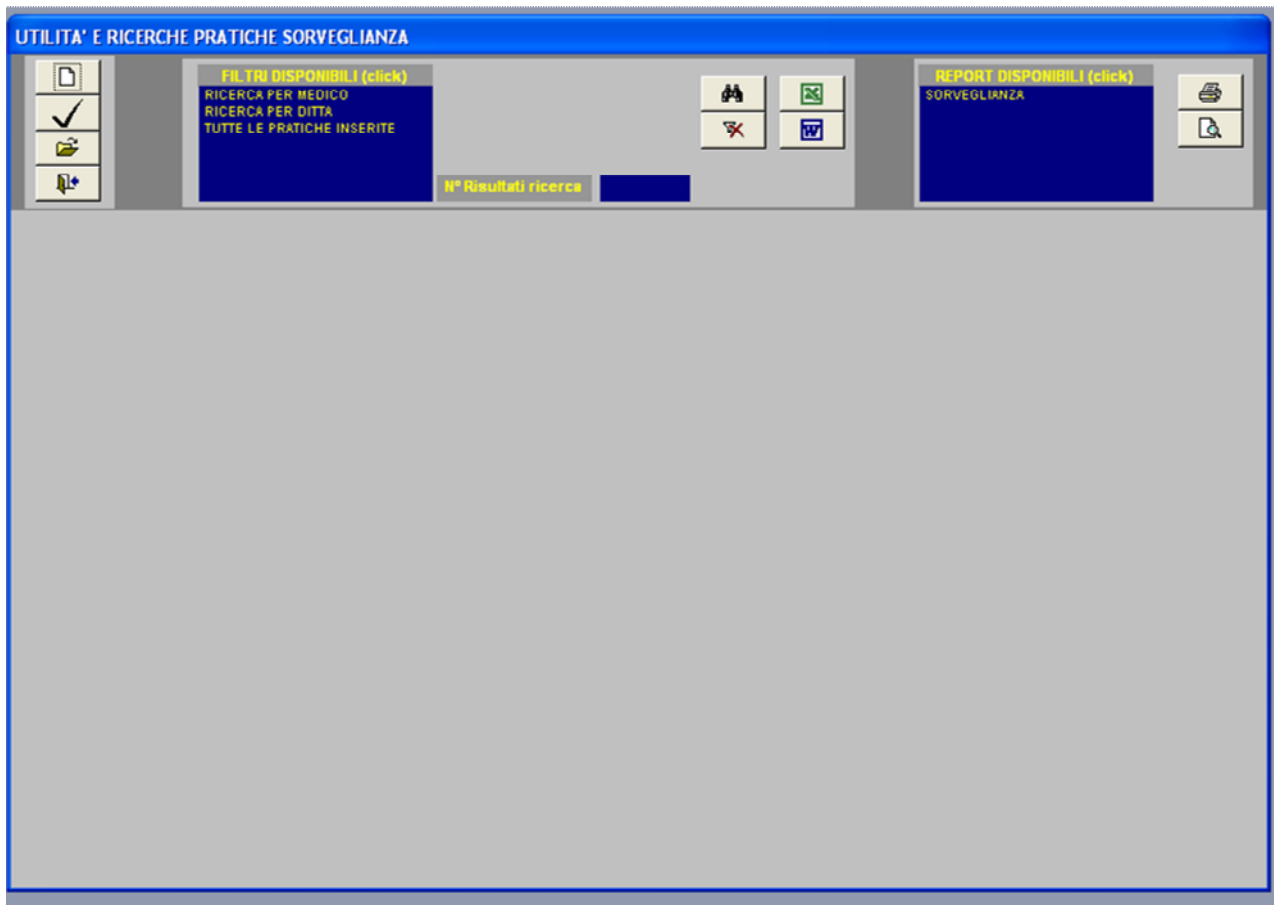 UTILITA' E RICERCHE PRATICHE SORVEGLIANZA
FILTRI DISPONIBILI (click)
RICERCA PER MEDICO
RICERCA PER DITTA
TUTTE LE PRATICHE INSERITE
N° Risultati ricerca
REPORT DISPONIBILI (click)
SORVEGLIANZA